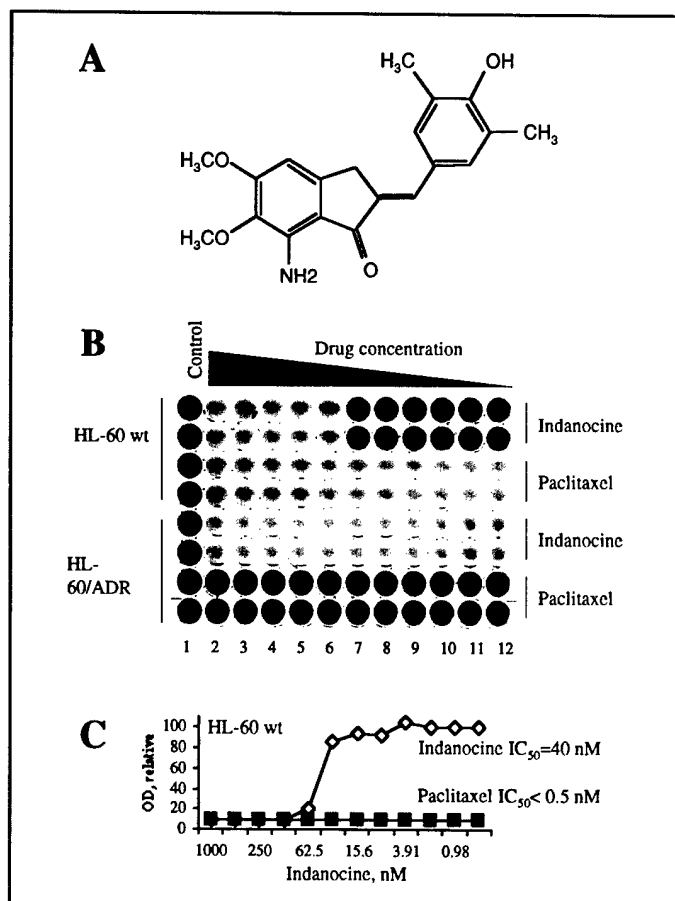 A
H₃C
OH
CH₃
H₃CO
H₃CO
NH2
O
B
Control
Drug concentration
HL-60 wt
Indanocine
Paclitaxel
HL-
60/ADR
Indanocine
Paclitaxel
1 2 3 4 5 6 7 8 9 10 11 12
C
OD, relative
100
80
60
40
20
0
HL-60 wt
Indanocine IC₅₀=40 nM
Paclitaxel IC₅₀< 0.5 nM
1000 250 62.5 15.6 3.91 0.98
Indanocine, nM